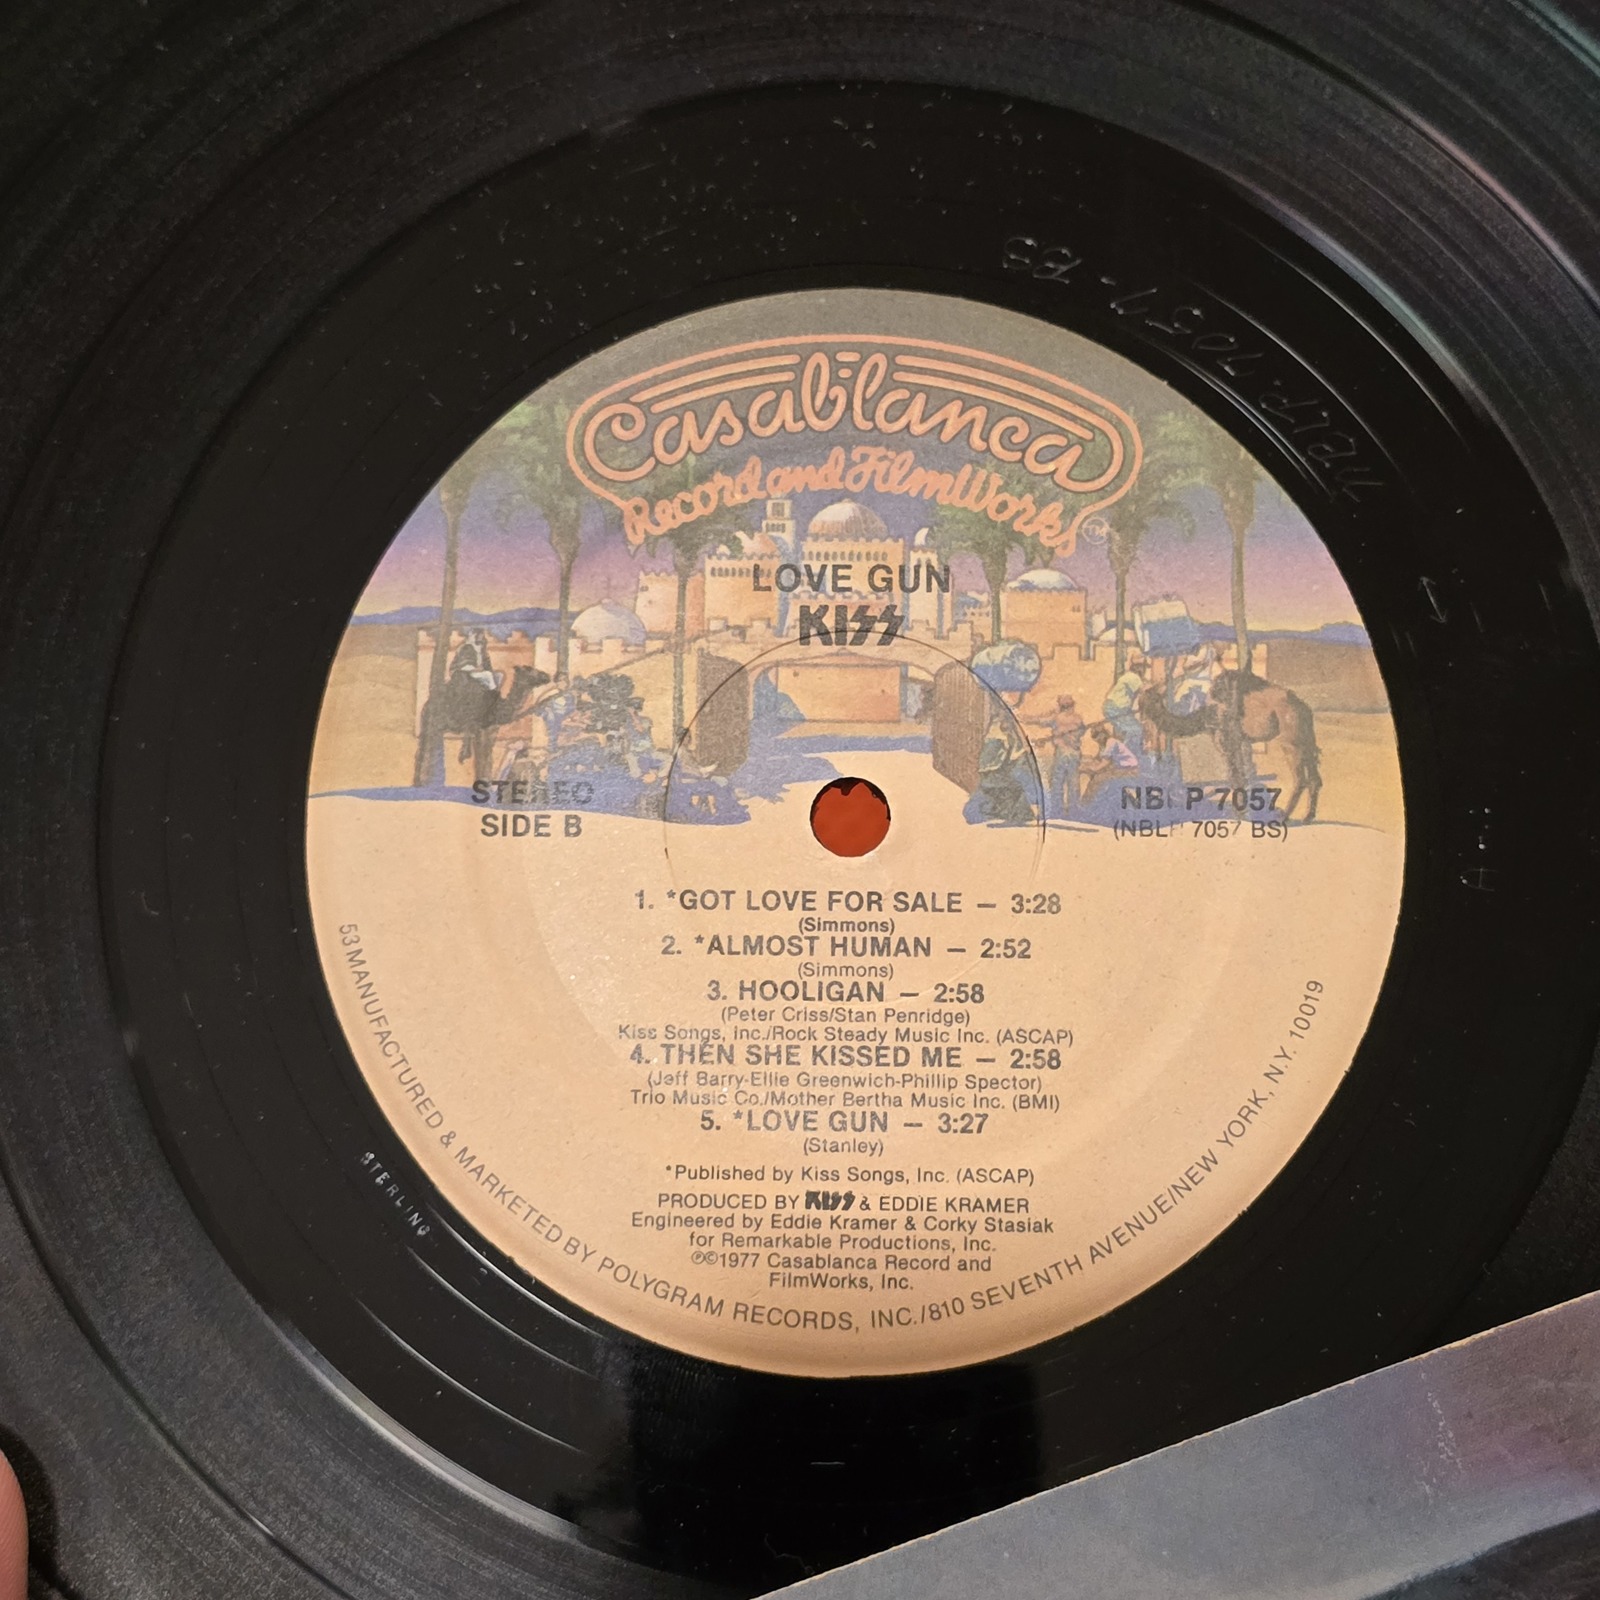 Casablanca
Record and FilmWorks
TM
LOVE GUN
KISS
STEREO
SIDE B
NBLP 7057
(NBLP 7057 BS)
1. *GOT LOVE FOR SALE — 3:28
(Simmons)
2. *ALMOST HUMAN — 2:52
(Simmons)
3. HOOLIGAN — 2:58
(Peter Criss/Stan Penridge)
Kiss Songs, Inc./Rock Steady Music Inc. (ASCAP)
4. THEN SHE KISSED ME — 2:58
(Jeff Barry-Ellie Greenwich-Phillip Spector)
Trio Music Co./Mother Bertha Music Inc. (BMI)
5. *LOVE GUN — 3:27
(Stanley)
*Published by Kiss Songs, Inc. (ASCAP)
PRODUCED BY KISS & EDDIE KRAMER
Engineered by Eddie Kramer & Corky Stasiak
for Remarkable Productions, Inc.
℗©1977 Casablanca Record and
FilmWorks, Inc.
53 MANUFACTURED & MARKETED BY POLYGRAM RECORDS, INC./810 SEVENTH AVENUE/NEW YORK, N.Y. 10019
STERLING